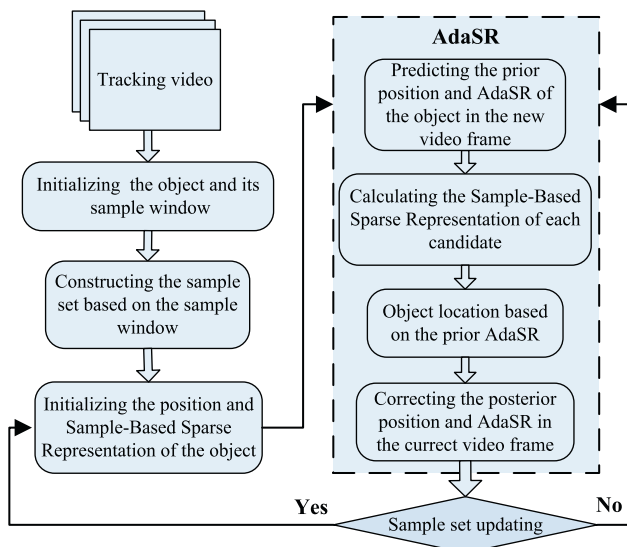 Tracking video
Initializing the object and its
sample window
Constructing the sample
set based on the sample
window
Initializing the position and
Sample-Based Sparse
Representation of the object
AdaSR
Predicting the prior
position and AdaSR of
the object in the new
video frame
Calculating the Sample-Based
Sparse Representation of each
candidate
Object location based
on the prior AdaSR
Correcting the posterior
position and AdaSR in
the currect video frame
Yes
Sample set updating
No